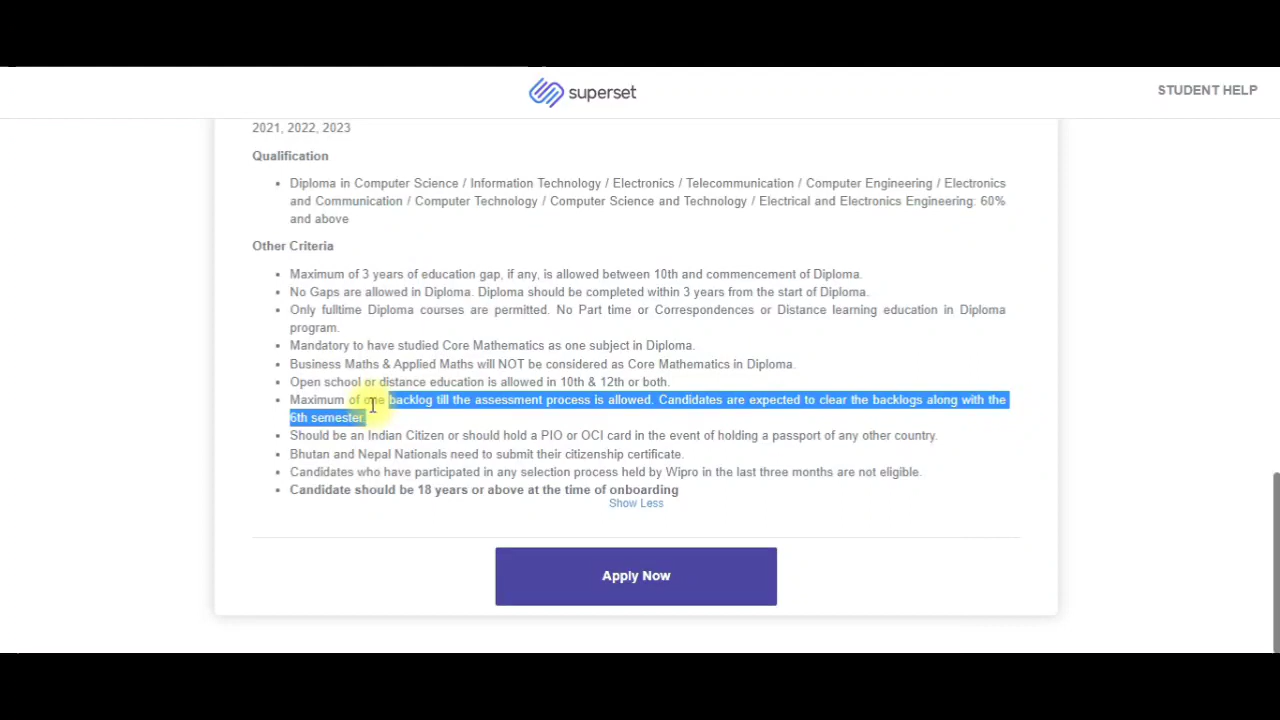 superset
STUDENT HELP
2021, 2022, 2023
Qualification
Diploma in Computer Science / Information Technology / Electronics / Telecommunication / Computer Engineering / Electronics
and Communication / Computer Technology / Computer Science and Technology / Electrical and Electronics Engineering: 60%
and above
Other Criteria
Maximum of 3 years of education gap, if any, is allowed between 10th and commencement of Diploma.
No Gaps are allowed in Diploma. Diploma should be completed within 3 years from the start of Diploma.
Only fulltime Diploma courses are permitted. No Part time or Correspondences or Distance learning education in Diploma
program.
Mandatory to have studied Core Mathematics as one subject in Diploma.
Business Maths & Applied Maths will NOT be considered as Core Mathematics in Diploma.
Open school or distance education is allowed in 10th & 12th or both.
Maximum of one backlog till the assessment process is allowed. Candidates are expected to clear the backlogs along with the
6th semester.
Should be an Indian Citizen or should hold a PIO or OCI card in the event of holding a passport of any other country.
Bhutan and Nepal Nationals need to submit their citizenship certificate.
Candidates who have participated in any selection process held by Wipro in the last three months are not eligible.
Candidate should be 18 years or above at the time of onboarding
Show Less
Apply Now